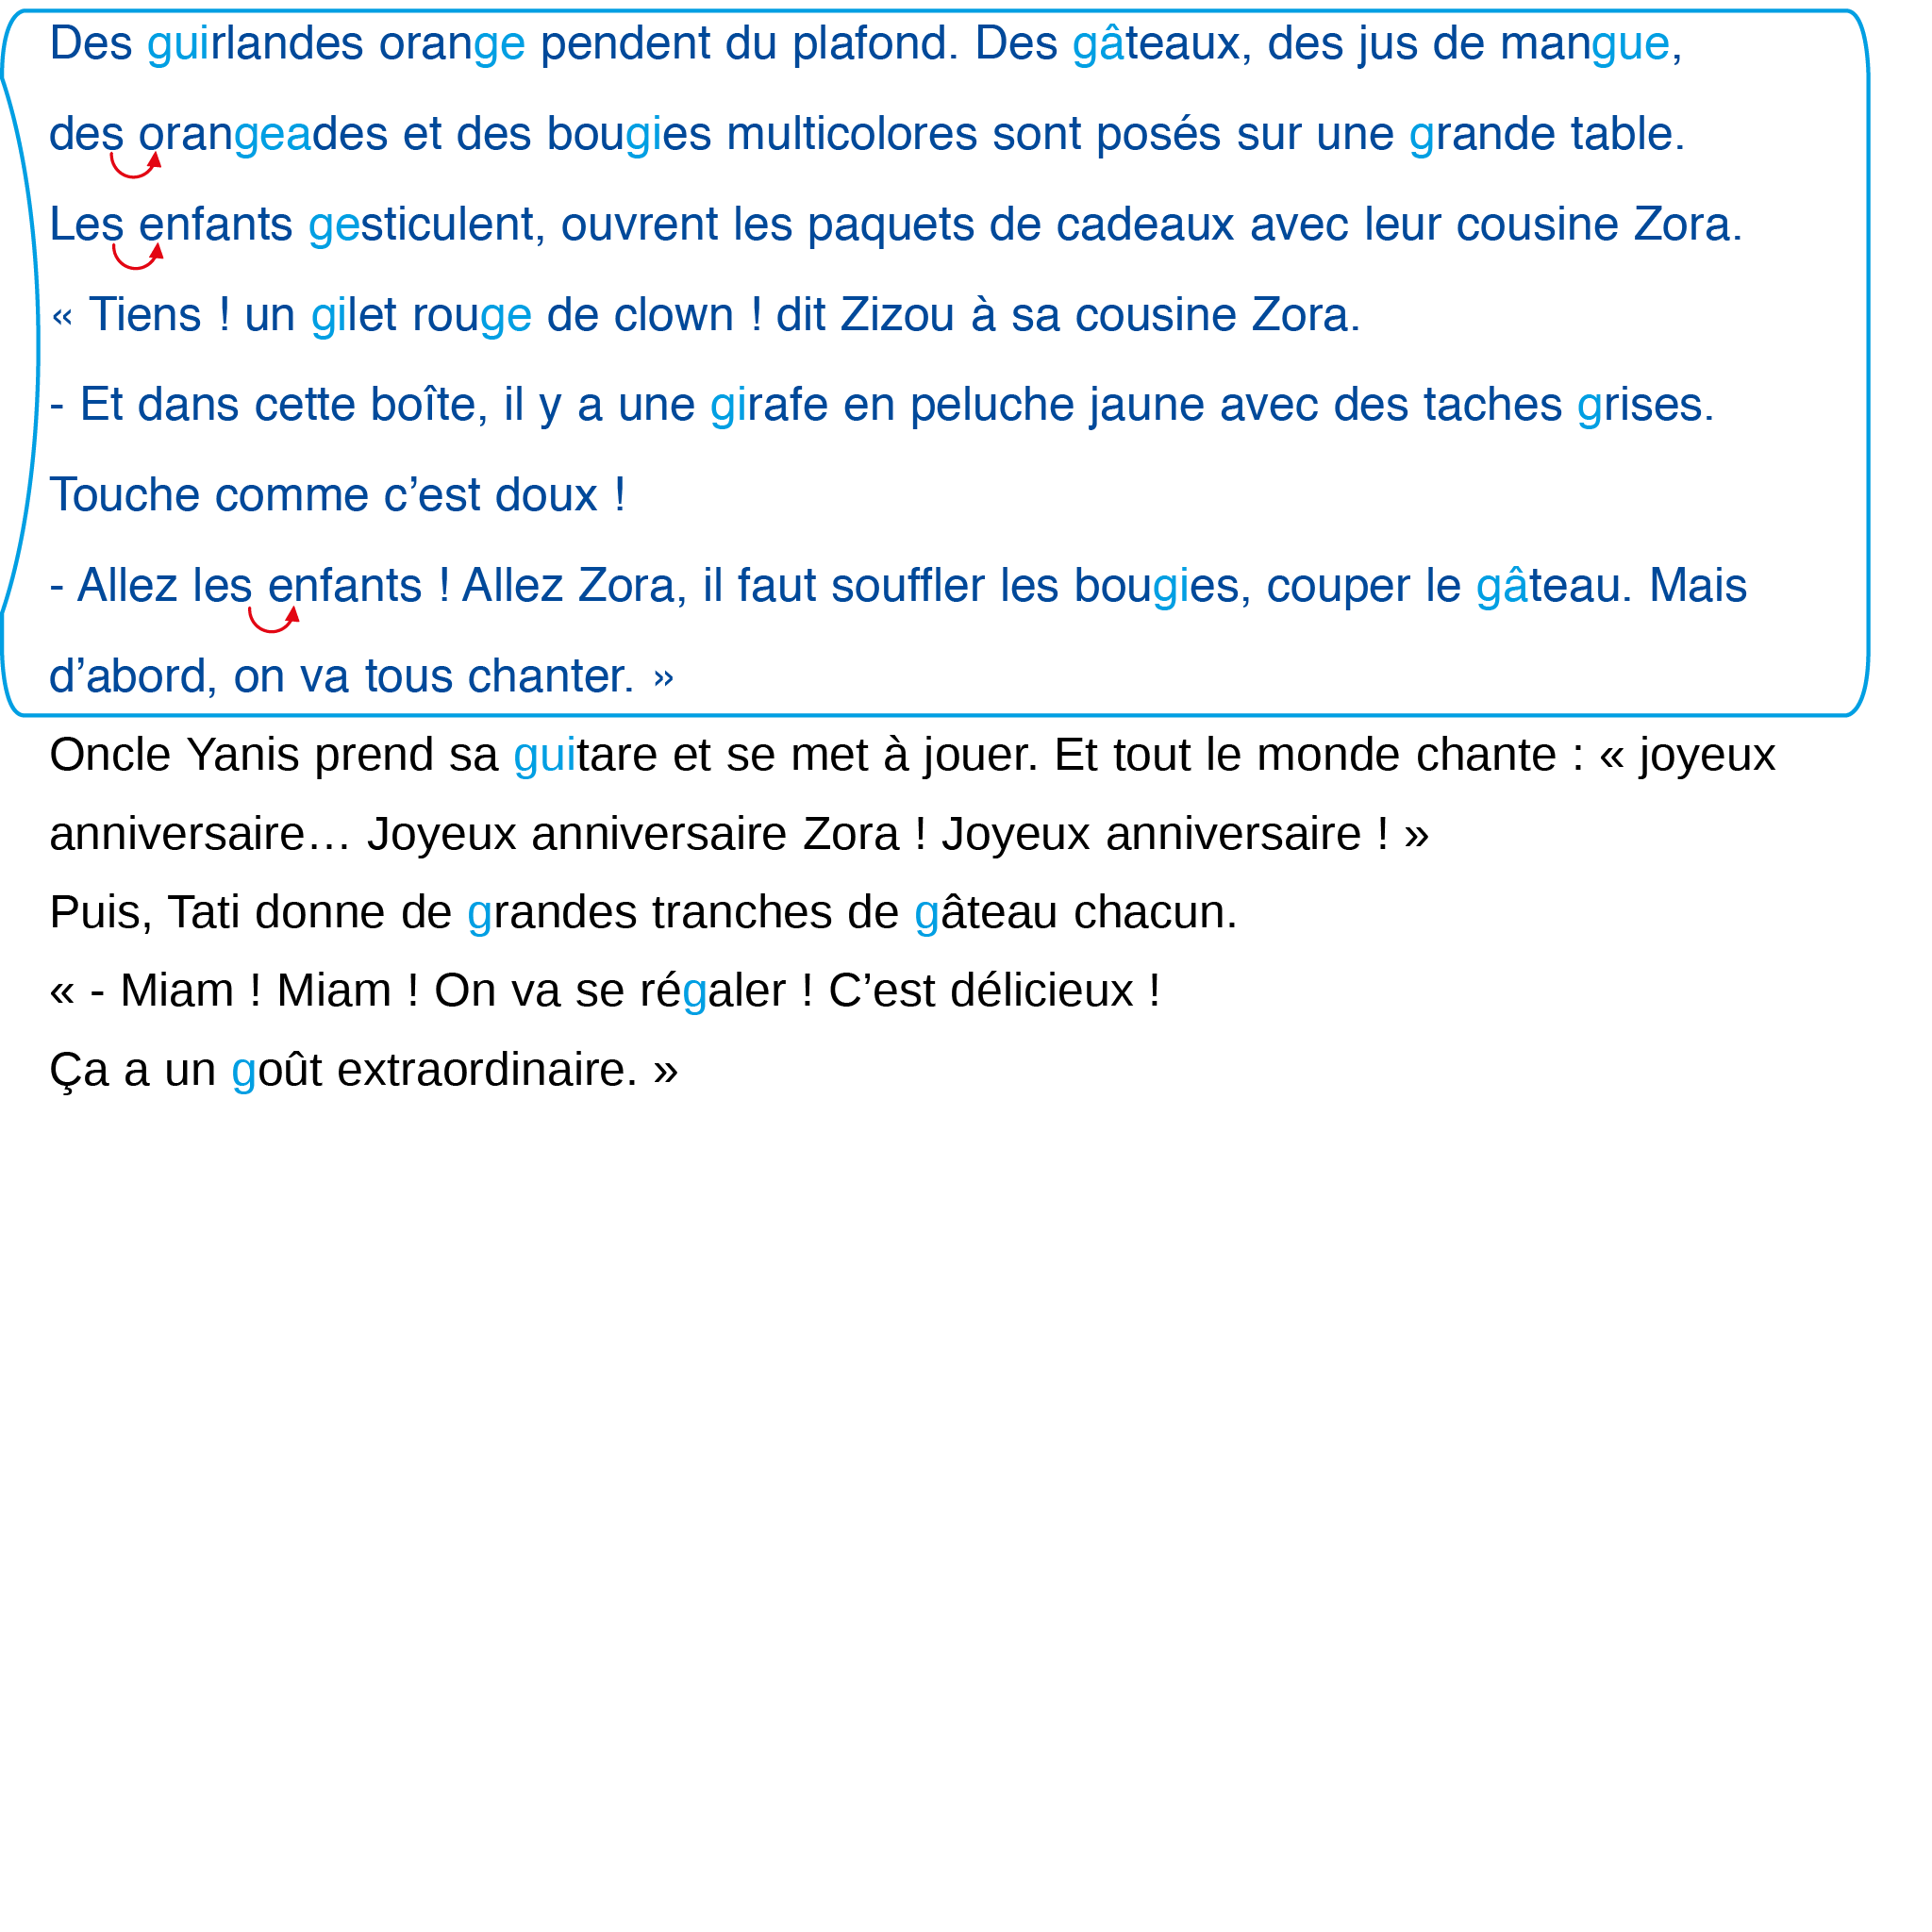 Des guirlandes orange pendent du plafond. Des gâteaux, des jus de mangue,
des orangeades et des bougies multicolores sont posés sur une grande table.
Les enfants gesticulent, ouvrent les paquets de cadeaux avec leur cousine Zora.
« Tiens ! un gilet rouge de clown ! dit Zizou à sa cousine Zora.
- Et dans cette boîte, il y a une girafe en peluche jaune avec des taches grises.
Touche comme c’est doux !
- Allez les enfants ! Allez Zora, il faut souffler les bougies, couper le gâteau. Mais
d’abord, on va tous chanter. »
Oncle Yanis prend sa guitare et se met à jouer. Et tout le monde chante : « joyeux
anniversaire… Joyeux anniversaire Zora ! Joyeux anniversaire ! »
Puis, Tati donne de grandes tranches de gâteau chacun.
« - Miam ! Miam ! On va se régaler ! C’est délicieux !
Ça a un goût extraordinaire. »